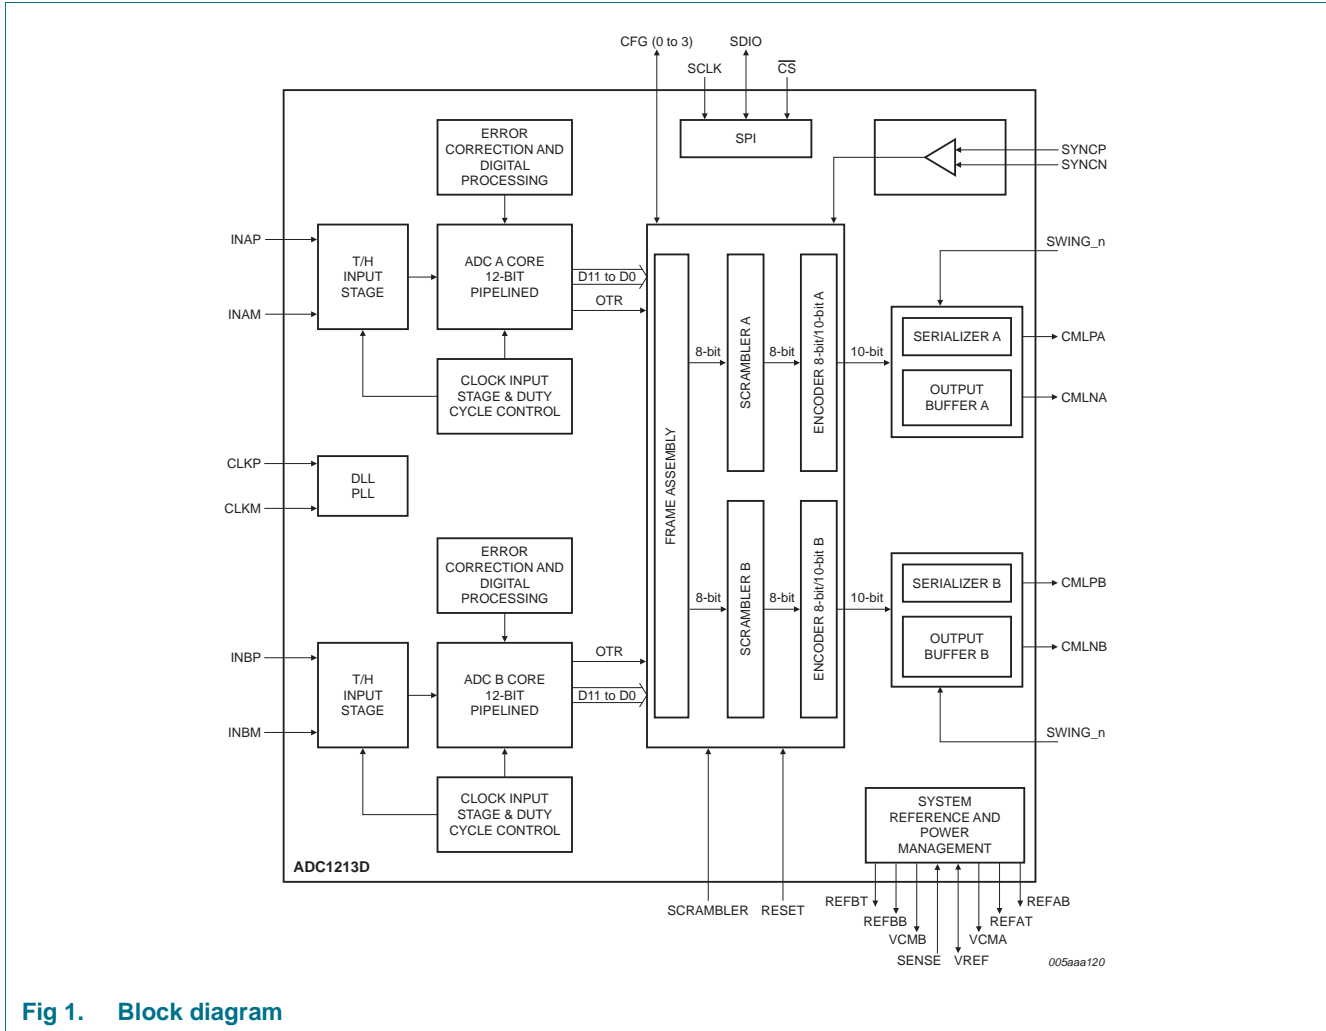 CFG (0 to 3)
SDIO
SCLK
CS
SPI
SYNCP
SYNCN
ERROR
CORRECTION AND
DIGITAL
PROCESSING
INAP
INAM
T/H
INPUT
STAGE
ADC A CORE
12-BIT
PIPELINED
D11 to D0
OTR
CLOCK INPUT
STAGE & DUTY
CYCLE CONTROL
CLKP
CLKM
DLL
PLL
FRAME ASSEMBLY
8-bit
SCRAMBLER A
8-bit
ENCODER 8-bit/10-bit A
10-bit
SWING_n
SERIALIZER A
OUTPUT
BUFFER A
CMLPA
CMLNA
ERROR
CORRECTION AND
DIGITAL
PROCESSING
INBP
INBM
T/H
INPUT
STAGE
ADC B CORE
12-BIT
PIPELINED
OTR
D11 to D0
CLOCK INPUT
STAGE & DUTY
CYCLE CONTROL
8-bit
SCRAMBLER B
8-bit
ENCODER 8-bit/10-bit B
10-bit
SERIALIZER B
OUTPUT
BUFFER B
CMLPB
CMLNB
SWING_n
SYSTEM
REFERENCE AND
POWER
MANAGEMENT
ADC1213D
SCRAMBLER
RESET
REFBT
REFBB
VCMB
SENSE
VREF
VCMA
REFAT
REFAB
005aaa120
Fig 1. Block diagram